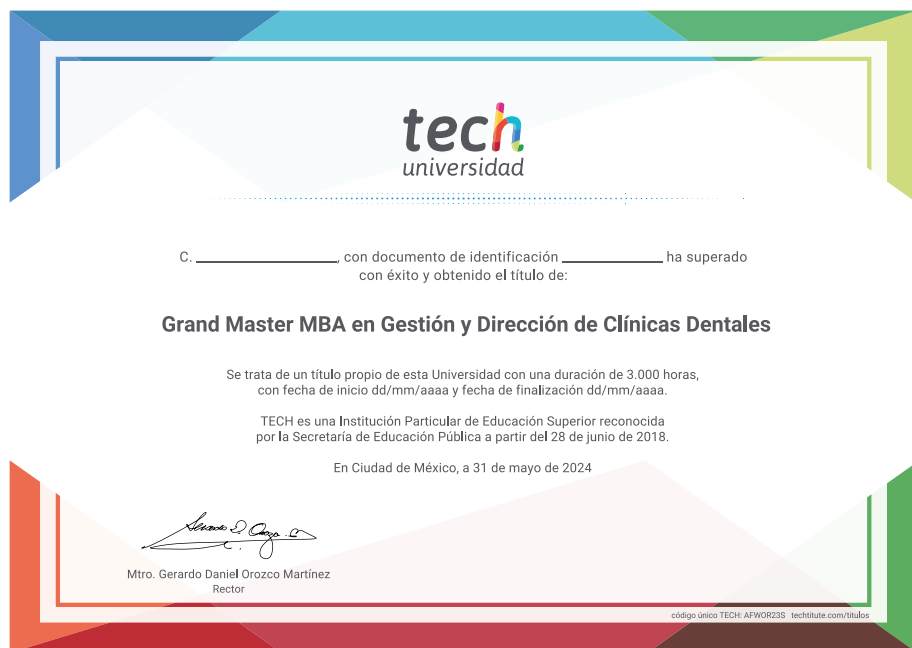 tech
universidad
C. ____________________, con documento de identificación ______________ ha superado
con éxito y obtenido el título de:
Grand Master MBA en Gestión y Dirección de Clínicas Dentales
Se trata de un título propio de esta Universidad con una duración de 3.000 horas,
con fecha de inicio dd/mm/aaaa y fecha de finalización dd/mm/aaaa.
TECH es una Institución Particular de Educación Superior reconocida
por la Secretaría de Educación Pública a partir del 28 de junio de 2018.
En Ciudad de México, a 31 de mayo de 2024
Mtro. Gerardo Daniel Orozco Martínez
Rector
código único TECH: AFWOR23S techtitute.com/titulos